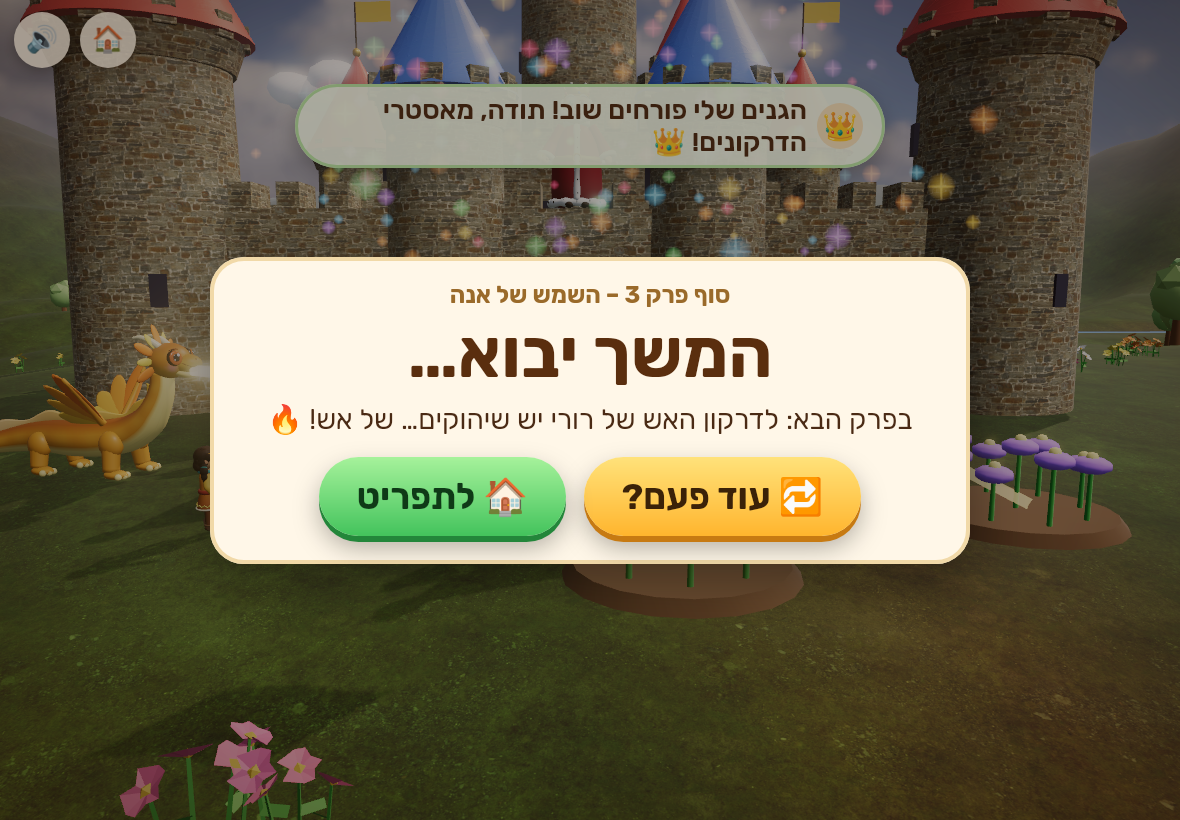 הגנים שלי פורחים שוב! תודה, מאסטרי
הדרקונים! 👑
סוף פרק 3 – השמש של אנה
המשך יבוא...
בפרק הבא: לדרקון האש של רורי יש שיהוקים... של אש! 🔥
🔁 עוד פעם?
🏠 לתפריט